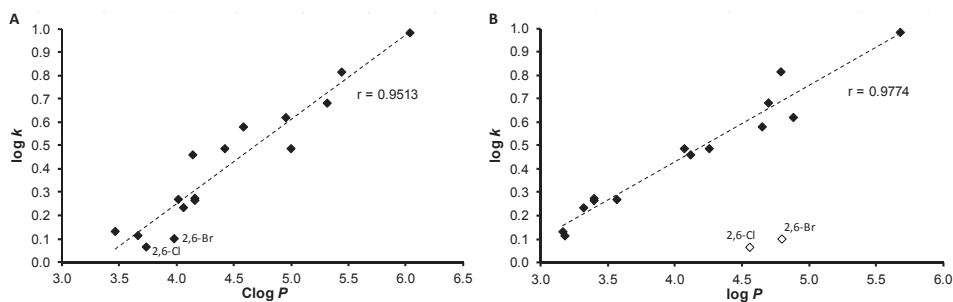 A
1.0
0.9
0.8
0.7
0.6
0.5
0.4
0.3
0.2
0.1
0.0
log k
r = 0.9513
2,6-Br
2,6-Cl
3.0 3.5 4.0 4.5 5.0 5.5 6.0 6.5
Clog P
B
1.0
0.9
0.8
0.7
0.6
0.5
0.4
0.3
0.2
0.1
0.0
log k
r = 0.9774
2,6-Cl
2,6-Br
3.0 3.5 4.0 4.5 5.0 5.5 6.0
log P